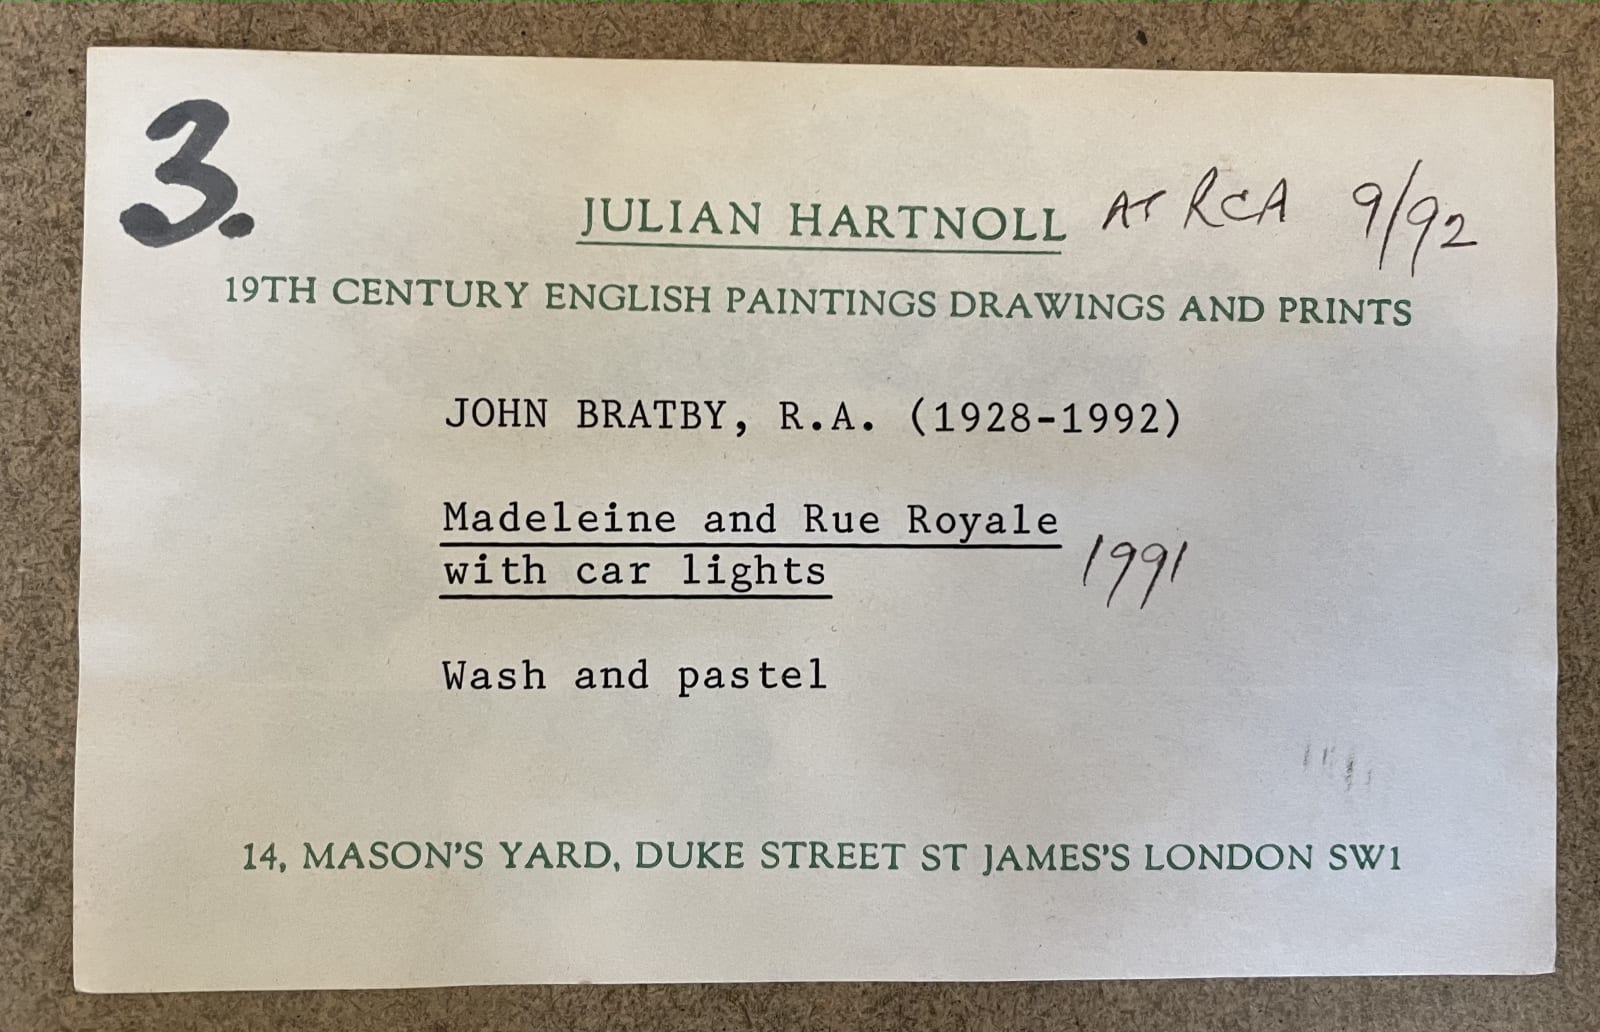 3.
JULIAN HARTNOLL AT RCA 9/92
19TH CENTURY ENGLISH PAINTINGS DRAWINGS AND PRINTS
JOHN BRATBY, R.A. (1928-1992)
Madeleine and Rue Royale
with car lights 1991
Wash and pastel
14, MASON'S YARD, DUKE STREET ST JAMES'S LONDON SW1